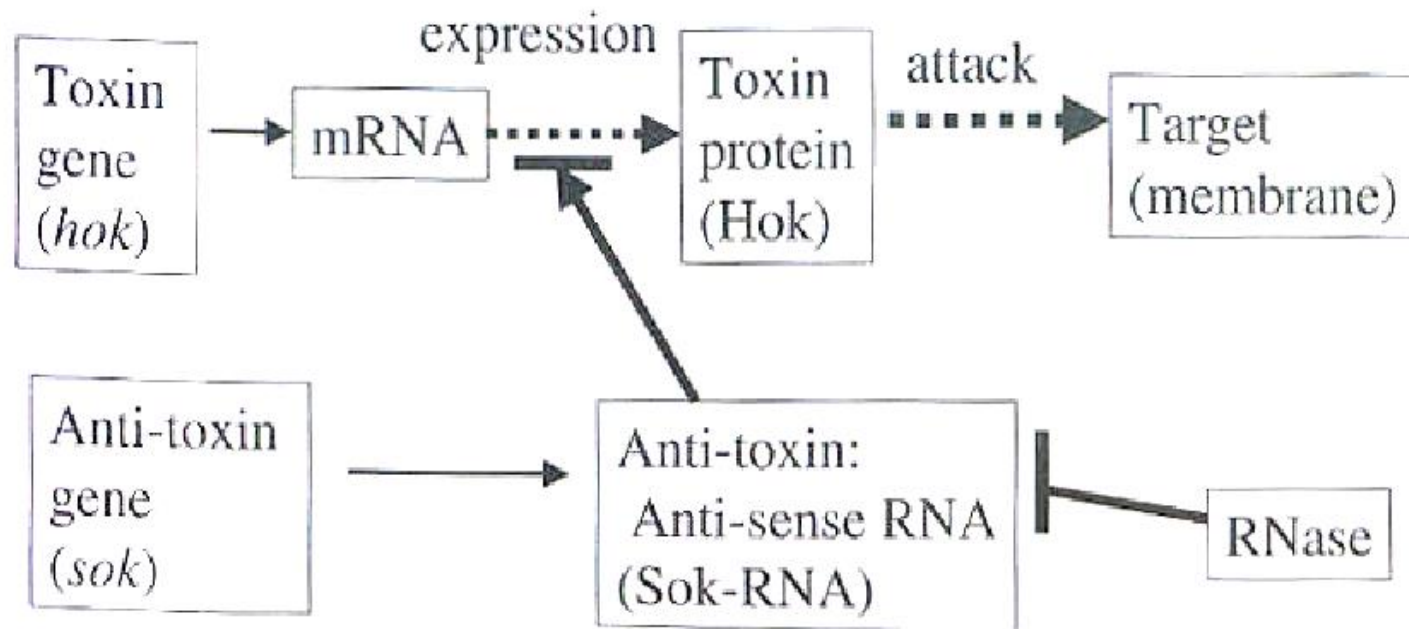 expression
attack
Toxin
gene
(hok)
mRNA
Toxin
protein
(Hok)
Target
(membrane)
Anti-toxin
gene
(sok)
Anti-toxin:
Anti-sense RNA
(Sok-RNA)
RNase